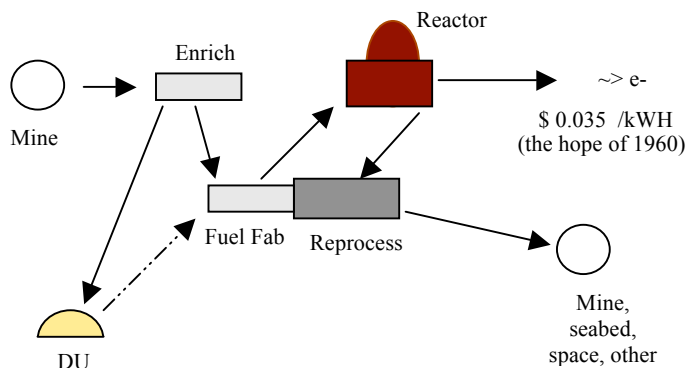 Reactor
Enrich
Mine
~> e-
$ 0.035 /kWH
(the hope of 1960)
Fuel Fab
Reprocess
Mine,
seabed,
space, other
DU